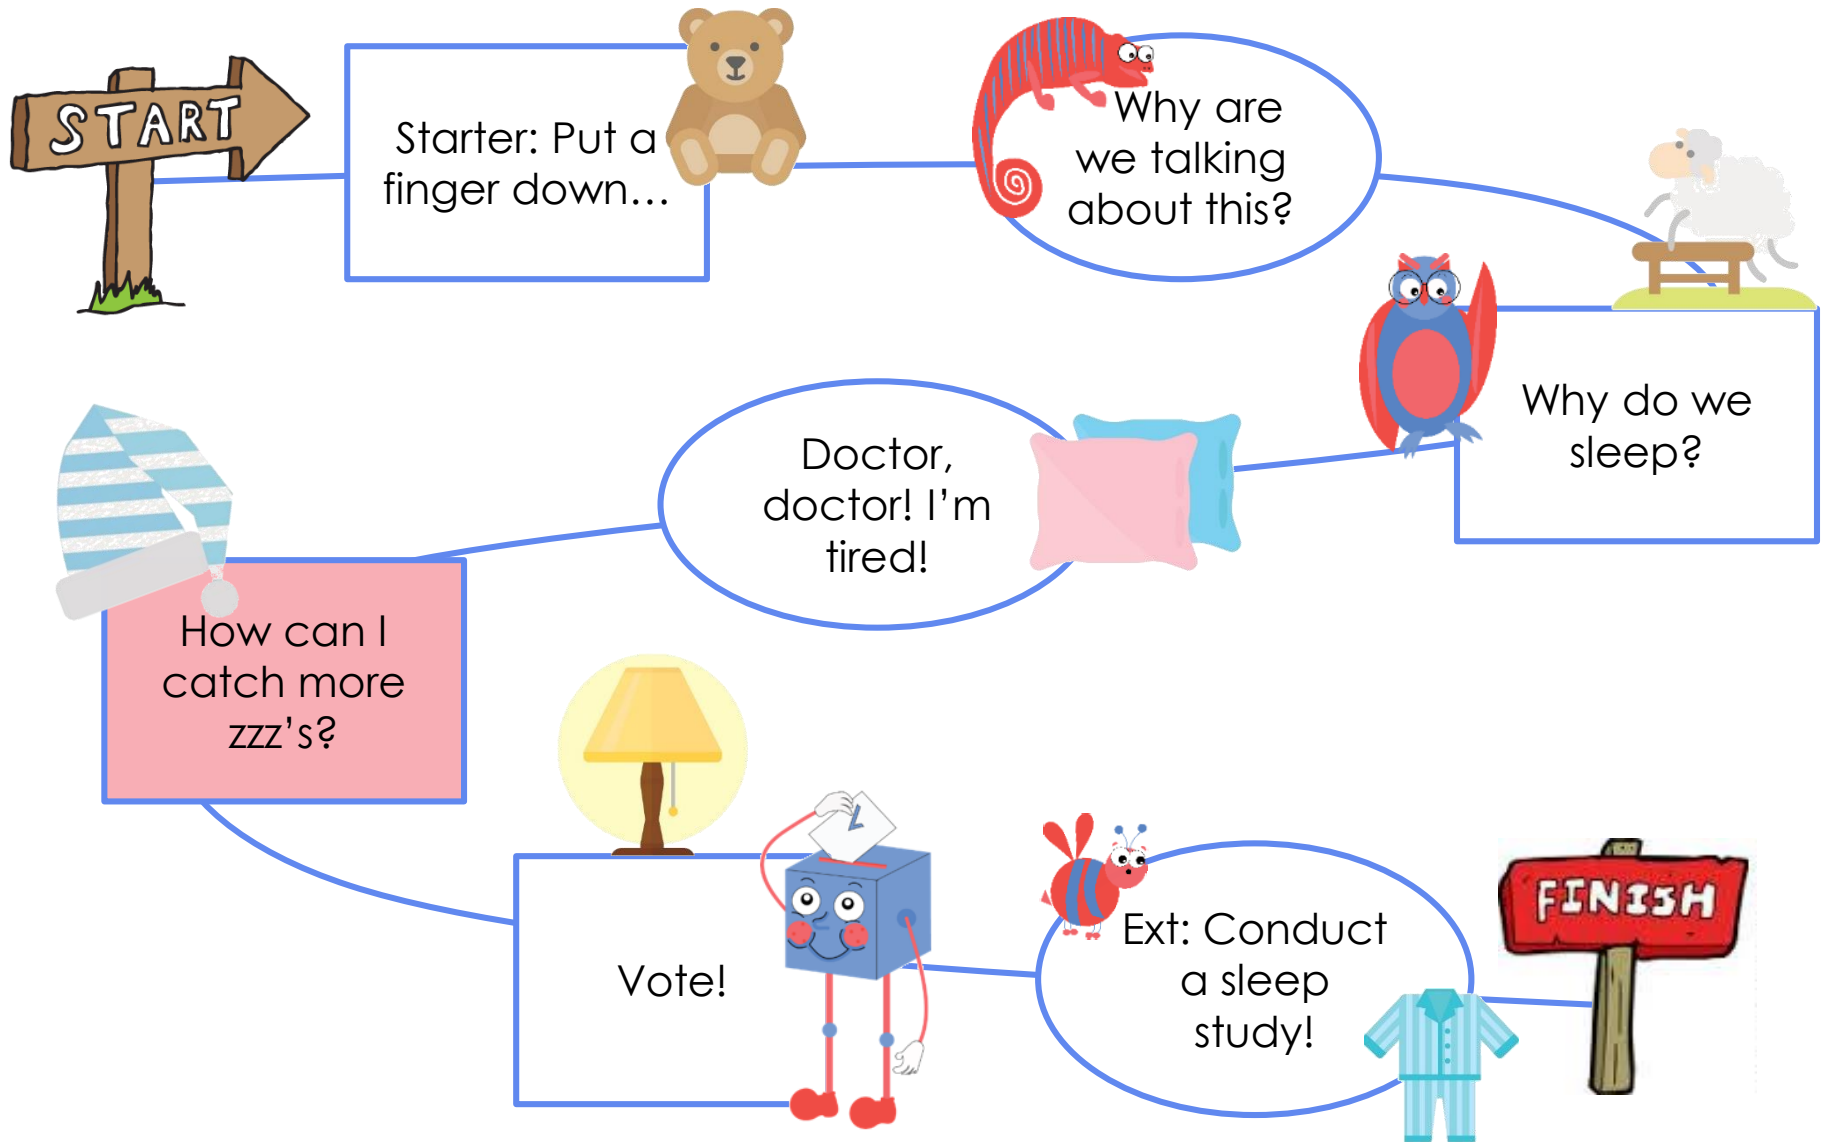 START
Starter: Put a
finger down…
Why are
we talking
about this?
Why do we
sleep?
Doctor,
doctor! I’m
tired!
How can I
catch more
zzz’s?
Vote!
Ext: Conduct
a sleep
study!
FINISH